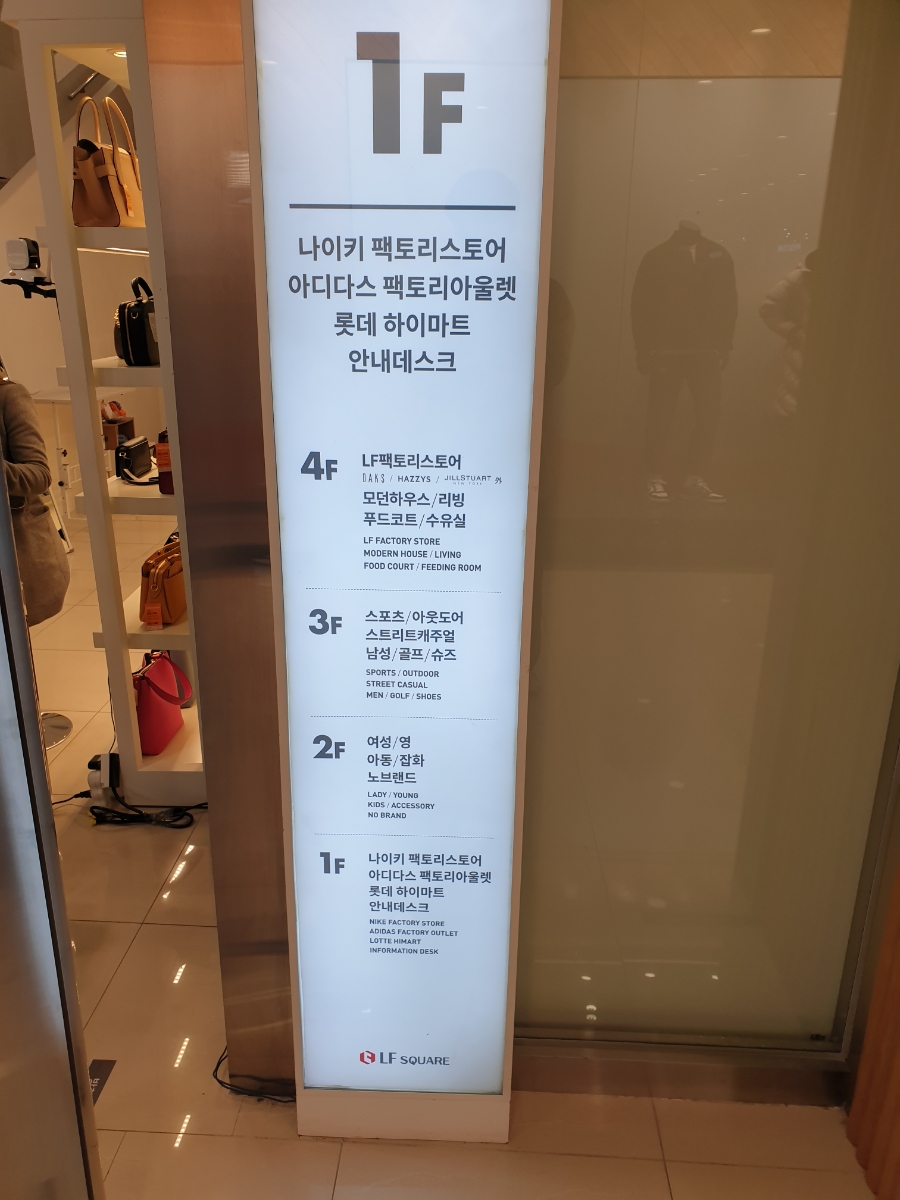 1F
나이키 팩토리스토어
아디다스 팩토리아울렛
롯데 하이마트
안내데스크
4F
LF팩토리스토어
DAKS / HAZZYS / JILLSTUART 외
NEW YORK
모던하우스/리빙
푸드코트/수유실
LF FACTORY STORE
MODERN HOUSE / LIVING
FOOD COURT / FEEDING ROOM
3F
스포츠/아웃도어
스트리트캐주얼
남성/골프/슈즈
SPORTS / OUTDOOR
STREET CASUAL
MEN / GOLF / SHOES
2F
여성/영
아동/잡화
노브랜드
LADY / YOUNG
KIDS / ACCESSORY
NO BRAND
1F
나이키 팩토리스토어
아디다스 팩토리아울렛
롯데 하이마트
안내데스크
NIKE FACTORY STORE
ADIDAS FACTORY OUTLET
LOTTE HIMART
INFORMATION DESK
LF SQUARE